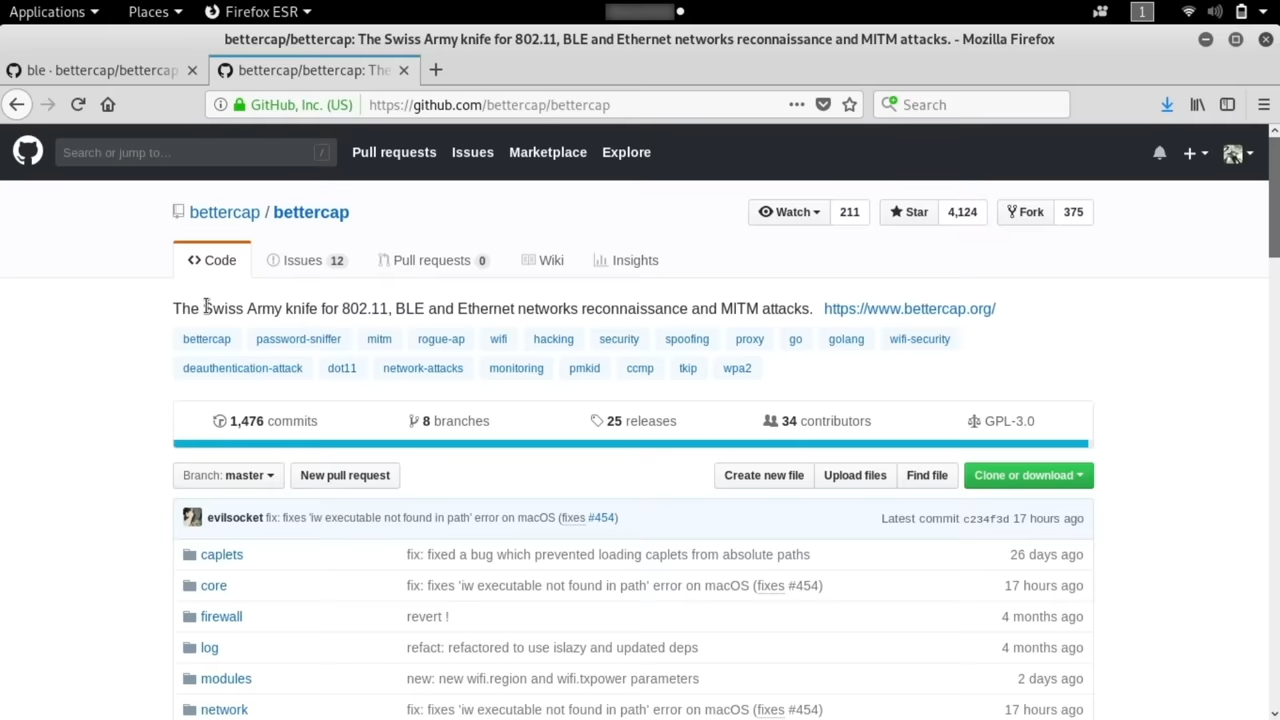 Applications Places Firefox ESR 1
bettercap/bettercap: The Swiss Army knife for 802.11, BLE and Ethernet networks reconnaissance and MITM attacks. - Mozilla Firefox
ble · bettercap/bettercap bettercap/bettercap: The
GitHub, Inc. (US) https://github.com/bettercap/bettercap Search
Search or jump to... / Pull requests Issues Marketplace Explore
bettercap / bettercap Watch 211 Star 4,124 Fork 375
Code Issues 12 Pull requests 0 Wiki Insights
The Swiss Army knife for 802.11, BLE and Ethernet networks reconnaissance and MITM attacks. https://www.bettercap.org/
bettercap password-sniffer mitm rogue-ap wifi hacking security spoofing proxy go golang wifi-security
deauthentication-attack dot11 network-attacks monitoring pmkid ccmp tkip wpa2
1,476 commits 8 branches 25 releases 34 contributors GPL-3.0
Branch: master New pull request Create new file Upload files Find file Clone or download
evilsocket fix: fixes 'iw executable not found in path' error on macOS (fixes #454) Latest commit c234f3d 17 hours ago
caplets fix: fixed a bug which prevented loading caplets from absolute paths 26 days ago
core fix: fixes 'iw executable not found in path' error on macOS (fixes #454) 17 hours ago
firewall revert ! 4 months ago
log refact: refactored to use islazy and updated deps 4 months ago
modules new: new wifi.region and wifi.txpower parameters 2 days ago
network fix: fixes 'iw executable not found in path' error on macOS (fixes #454) 17 hours ago